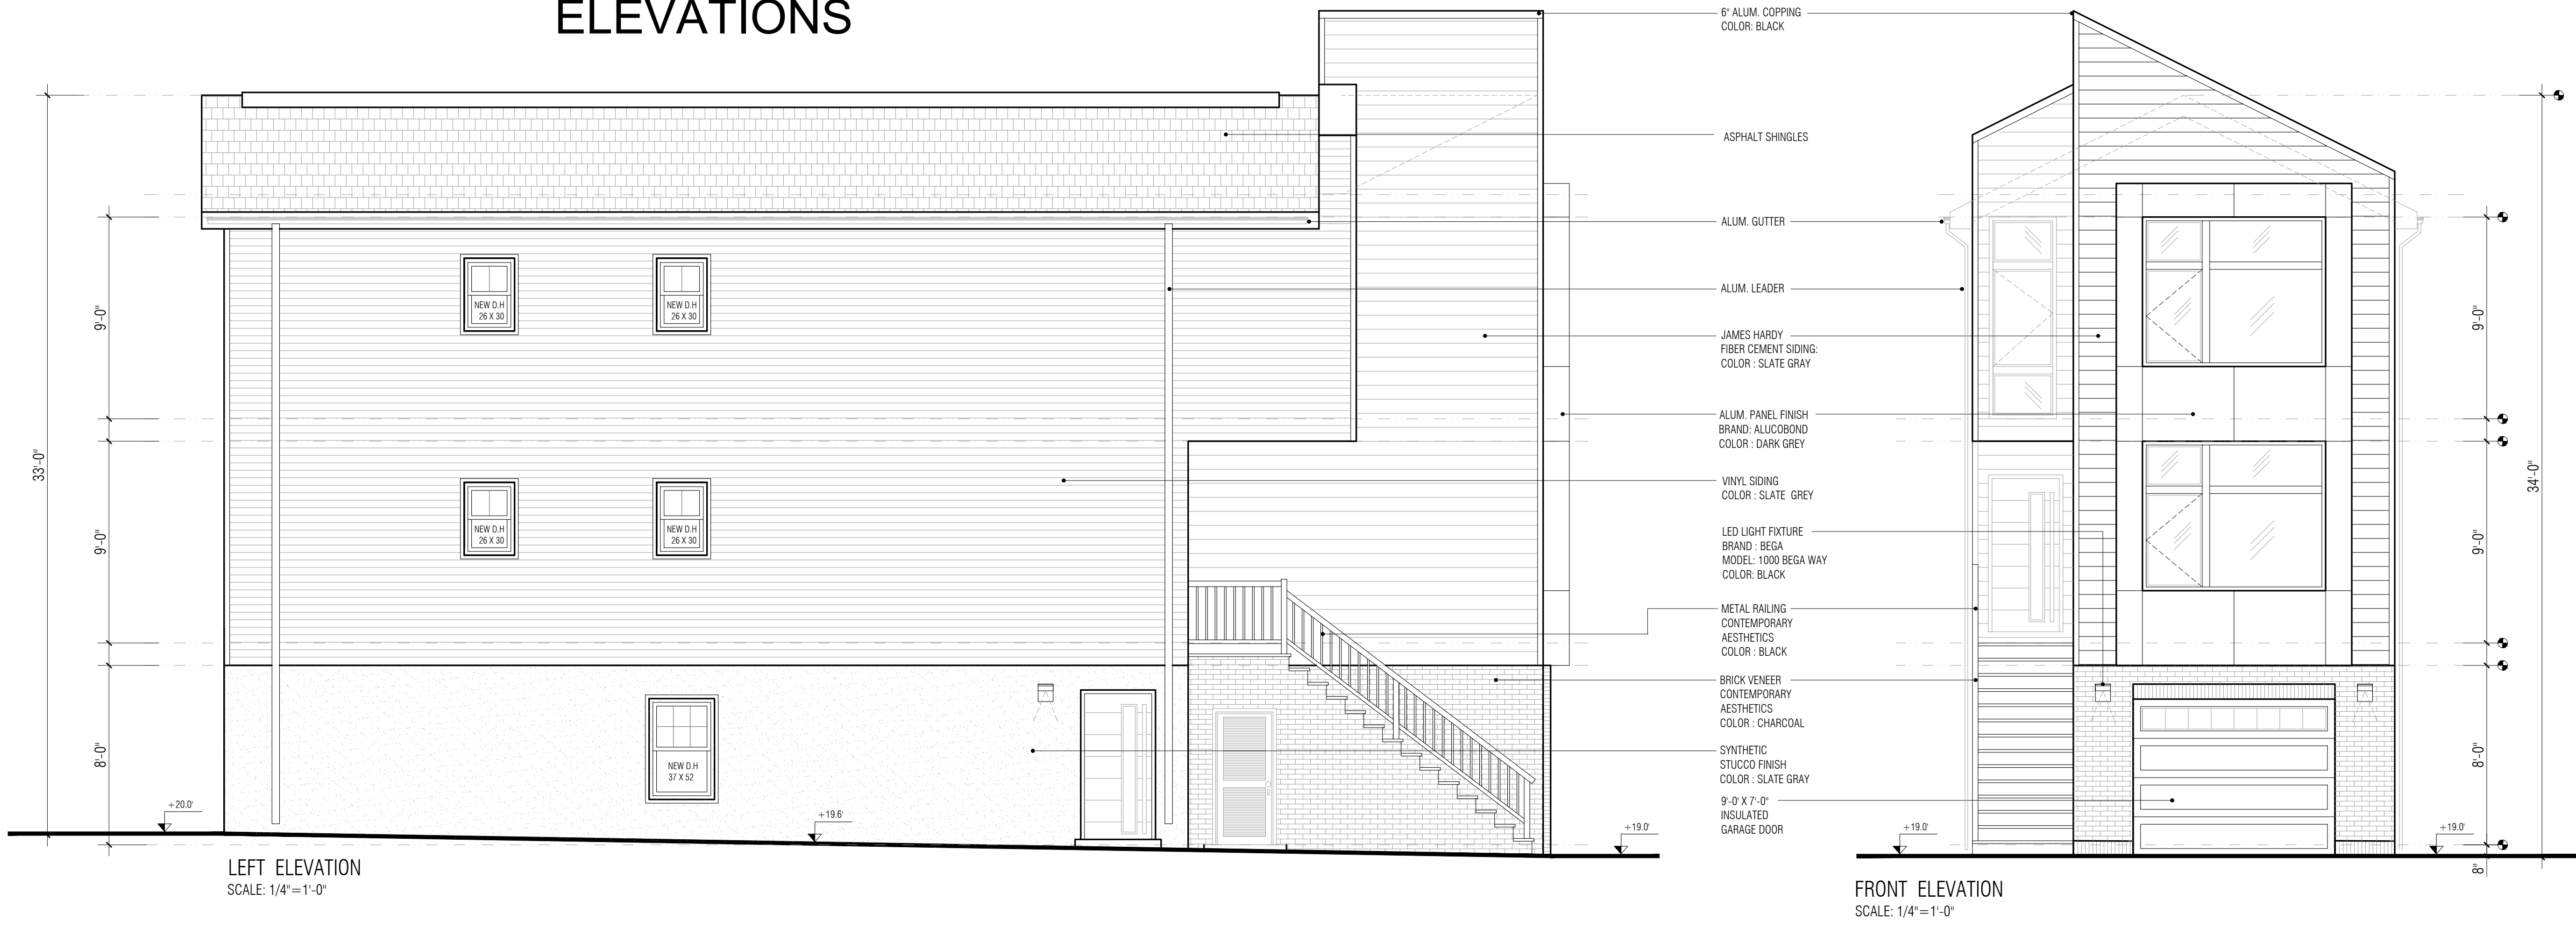 ELEVATIONS
6" ALUM. COPPING
COLOR: BLACK
ASPHALT SHINGLES
ALUM. GUTTER
ALUM. LEADER
JAMES HARDY
FIBER CEMENT SIDING:
COLOR : SLATE GRAY
ALUM. PANEL FINISH
BRAND: ALUCOBOND
COLOR : DARK GREY
VINYL SIDING
COLOR : SLATE GREY
LED LIGHT FIXTURE
BRAND : BEGA
MODEL: 1000 BEGA WAY
COLOR: BLACK
METAL RAILING
CONTEMPORARY
AESTHETICS
COLOR : BLACK
BRICK VENEER
CONTEMPORARY
AESTHETICS
COLOR : CHARCOAL
SYNTHETIC
STUCCO FINISH
COLOR : SLATE GRAY
9'-0' X 7'-0"
INSULATED
GARAGE DOOR
33'-0"
9'-0"
9'-0"
8'-0"
NEW D.H
26 X 30
NEW D.H
26 X 30
NEW D.H
26 X 30
NEW D.H
26 X 30
NEW D.H
37 X 52
+20.0'
+19.6'
+19.0'
LEFT ELEVATION
SCALE: 1/4"=1'-0"
+19.0'
+19.0'
9'-0"
9'-0"
8'-0"
8"
34'-0"
FRONT ELEVATION
SCALE: 1/4"=1'-0"